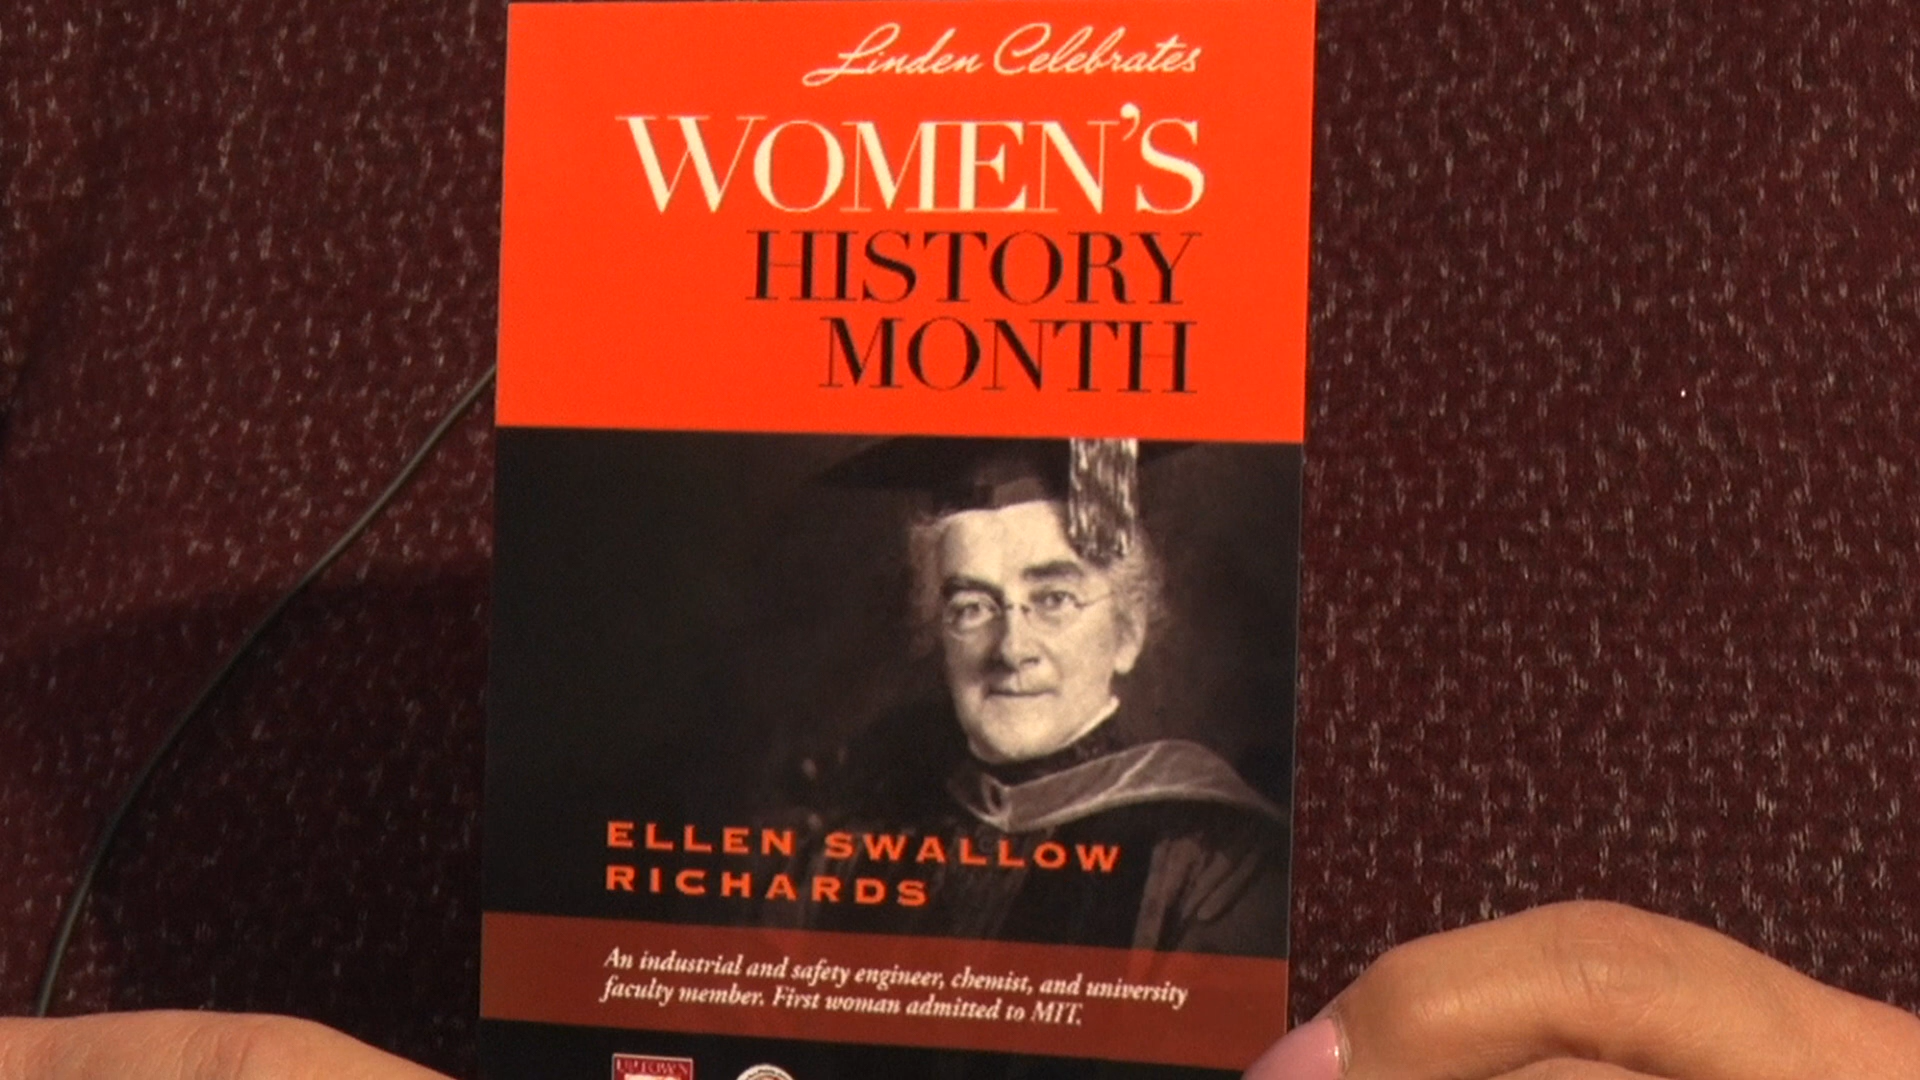 Linden Celebrates
WOMEN'S
HISTORY
MONTH
ELLEN SWALLOW
RICHARDS
An industrial and safety engineer, chemist, and university
faculty member. First woman admitted to MIT.
UPTOWN